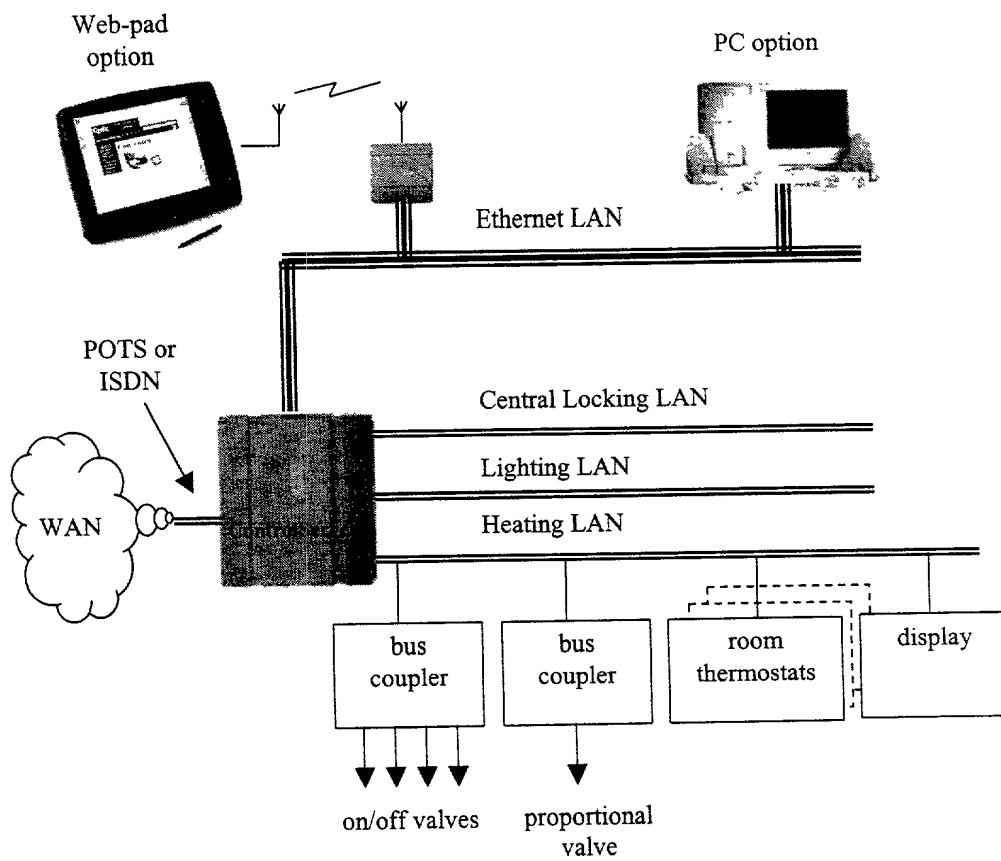 Web-pad
option
PC option
Ethernet LAN
POTS or
ISDN
Central Locking LAN
Lighting LAN
Heating LAN
WAN
bus
coupler
bus
coupler
room
thermostats
display
on/off valves
proportional
valve